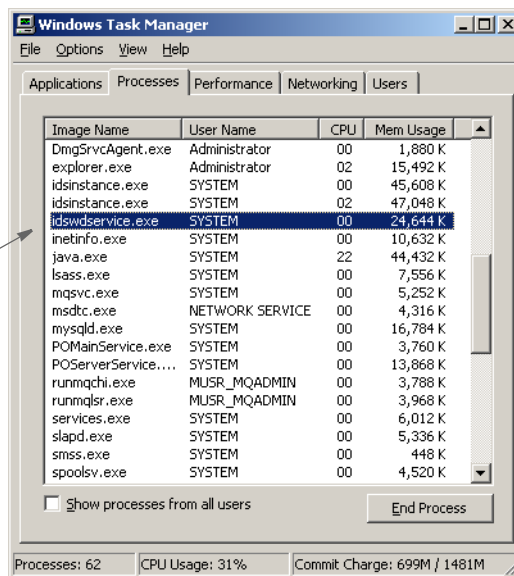 Windows Task Manager
File Options View Help
Applications Processes Performance Networking Users
Image Name User Name CPU Mem Usage
DmgSrvcAgent.exe Administrator 00 1,880 K
explorer.exe Administrator 02 15,492 K
idsinstance.exe SYSTEM 00 45,608 K
idsinstance.exe SYSTEM 02 47,048 K
idswdservice.exe SYSTEM 00 24,644 K
inetinfo.exe SYSTEM 00 10,632 K
java.exe SYSTEM 22 44,432 K
lsass.exe SYSTEM 00 7,556 K
mqsvc.exe SYSTEM 00 5,252 K
msdtc.exe NETWORK SERVICE 00 4,316 K
mysqld.exe SYSTEM 00 16,784 K
POMainService.exe SYSTEM 00 3,760 K
POServerService.... SYSTEM 00 13,868 K
runmqchi.exe MUSR_MQADMIN 00 3,788 K
runmqlsr.exe MUSR_MQADMIN 00 3,968 K
services.exe SYSTEM 00 6,012 K
slapd.exe SYSTEM 00 5,336 K
smss.exe SYSTEM 00 448 K
spoolsv.exe SYSTEM 00 4,520 K
Show processes from all users
End Process
Processes: 62 CPU Usage: 31% Commit Charge: 699M / 1481M